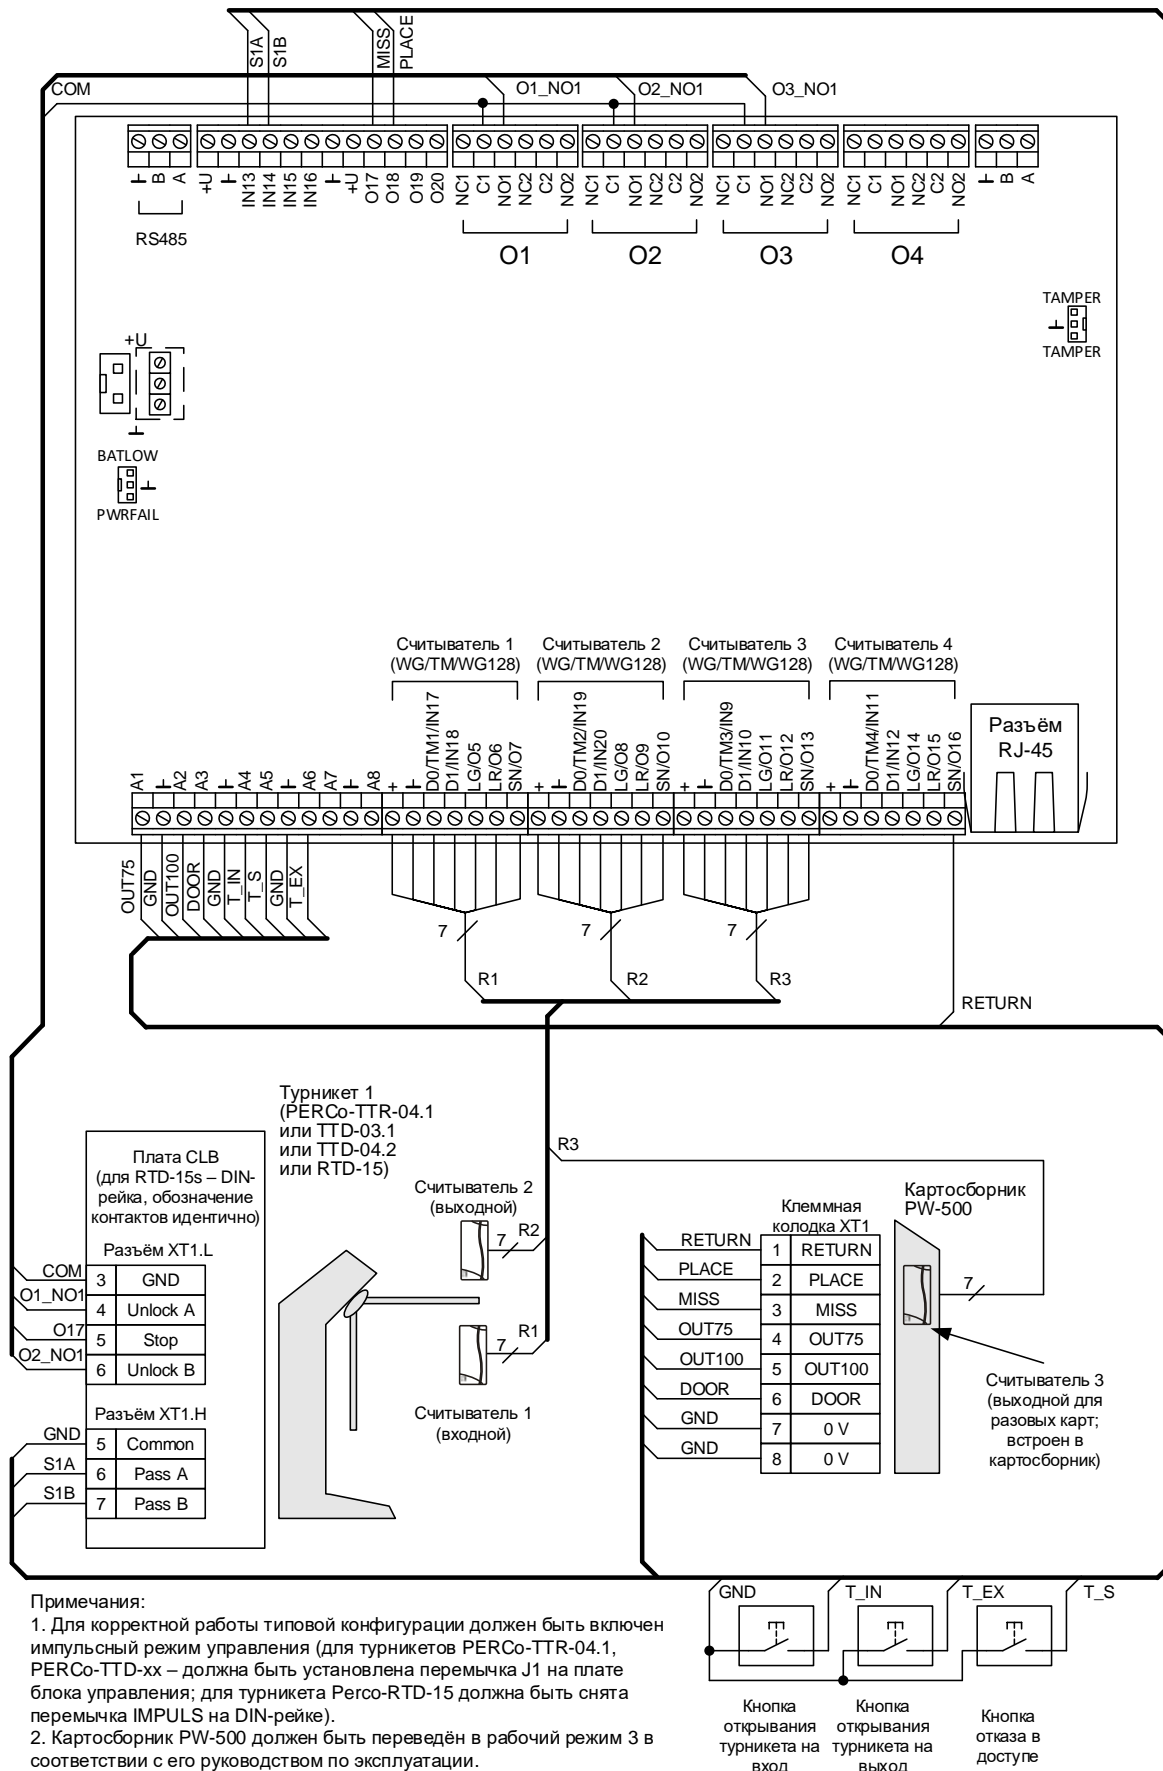 S1A
S1B
MISS
PLACE
COM
O1_NO1
O2_NO1
O3_NO1
B
A
+U
IN13
IN14
IN15
IN16
+U
O17
O18
O19
O20
NC1
C1
NO1
NC2
C2
NO2
NC1
C1
NO1
NC2
C2
NO2
NC1
C1
NO1
NC2
C2
NO2
NC1
C1
NO1
NC2
C2
NO2
B
A
RS485
O1
O2
O3
O4
TAMPER
TAMPER
+U
BATLOW
PWRFAIL
Считыватель 1
(WG/TM/WG128)
Считыватель 2
(WG/TM/WG128)
Считыватель 3
(WG/TM/WG128)
Считыватель 4
(WG/TM/WG128)
A1
A2
A3
A4
A5
A6
A7
A8
+
D0/TM1/IN17
D1/IN18
LG/O5
LR/O6
SN/O7
+
D0/TM2/IN19
D1/IN20
LG/O8
LR/O9
SN/O10
+
D0/TM3/IN9
D1/IN10
LG/O11
LR/O12
SN/O13
+
D0/TM4/IN11
D1/IN12
LG/O14
LR/O15
SN/O16
Разъём
RJ-45
OUT75
GND
OUT100
DOOR
GND
T_IN
T_S
GND
T_EX
7
7
7
R1
R2
R3
RETURN
Турникет 1
(PERCo-TTR-04.1
или TTD-03.1
или TTD-04.2
или RTD-15)
Плата CLB
(для RTD-15s – DIN-
рейка, обозначение
контактов идентично)
Разъём XT1.L
COM
3 GND
O1_NO1
4 Unlock A
O17
5 Stop
O2_NO1
6 Unlock B
Разъём XT1.H
GND
5 Common
S1A
6 Pass A
S1B
7 Pass B
Считыватель 2
(выходной)
7
R2
7
R1
Считыватель 1
(входной)
R3
Клеммная
колодка XT1
RETURN
1 RETURN
PLACE
2 PLACE
MISS
3 MISS
OUT75
4 OUT75
OUT100
5 OUT100
DOOR
6 DOOR
GND
7 0 V
GND
8 0 V
Картосборник
PW-500
7
Считыватель 3
(выходной для
разовых карт;
встроен в
картосборник)
Примечания:
1. Для корректной работы типовой конфигурации должен быть включен
импульсный режим управления (для турникетов PERCo-TTR-04.1,
PERCo-TTD-xx – должна быть установлена перемычка J1 на плате
блока управления; для турникета Perco-RTD-15 должна быть снята
перемычка IMPULS на DIN-рейке).
2. Картосборник PW-500 должен быть переведён в рабочий режим 3 в
соответствии с его руководством по эксплуатации.
GND
T_IN
T_EX
T_S
Кнопка
открывания
турникета на
вход
Кнопка
открывания
турникета на
выход
Кнопка
отказа в
доступе